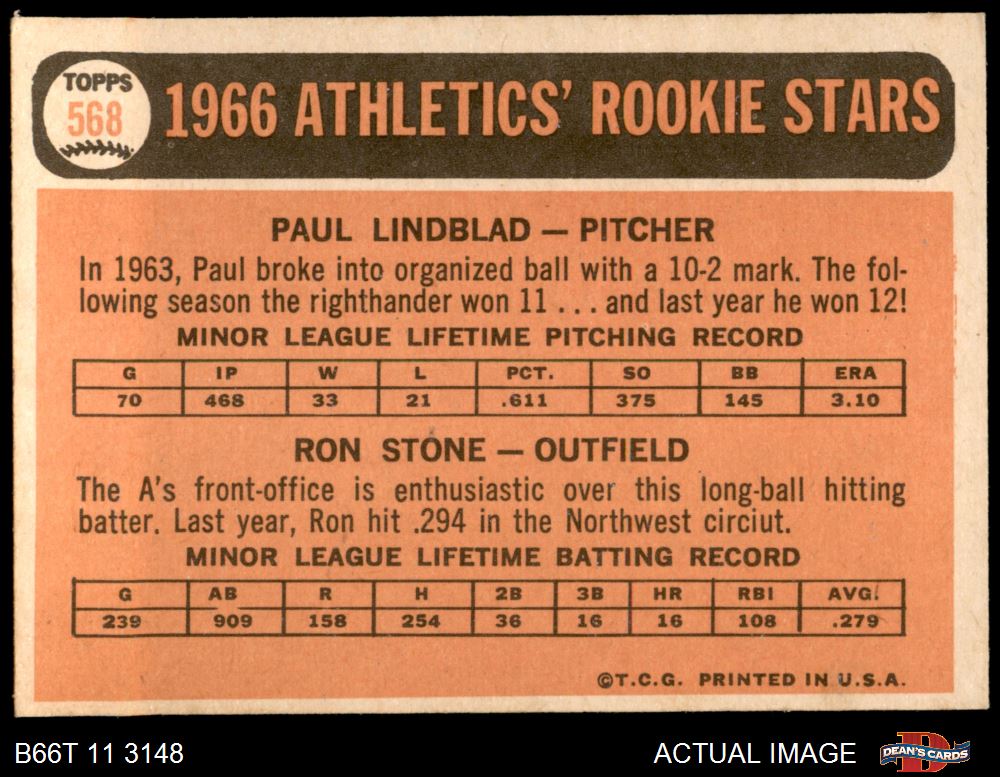 TOPPS
568
1966 ATHLETICS' ROOKIE STARS
PAUL LINDBLAD — PITCHER
In 1963, Paul broke into organized ball with a 10-2 mark. The fol-
lowing season the righthander won 11 . . . and last year he won 12!
MINOR LEAGUE LIFETIME PITCHING RECORD
G IP W L PCT. SO BB ERA
70 468 33 21 .611 375 145 3.10
RON STONE — OUTFIELD
The A's front-office is enthusiastic over this long-ball hitting
batter. Last year, Ron hit .294 in the Northwest circiut.
MINOR LEAGUE LIFETIME BATTING RECORD
G AB R H 2B 3B HR RBI AVG.
239 909 158 254 36 16 16 108 .279
©T.C.G. PRINTED IN U.S.A.
B66T 11 3148
ACTUAL IMAGE
D
DEAN'S CARDS